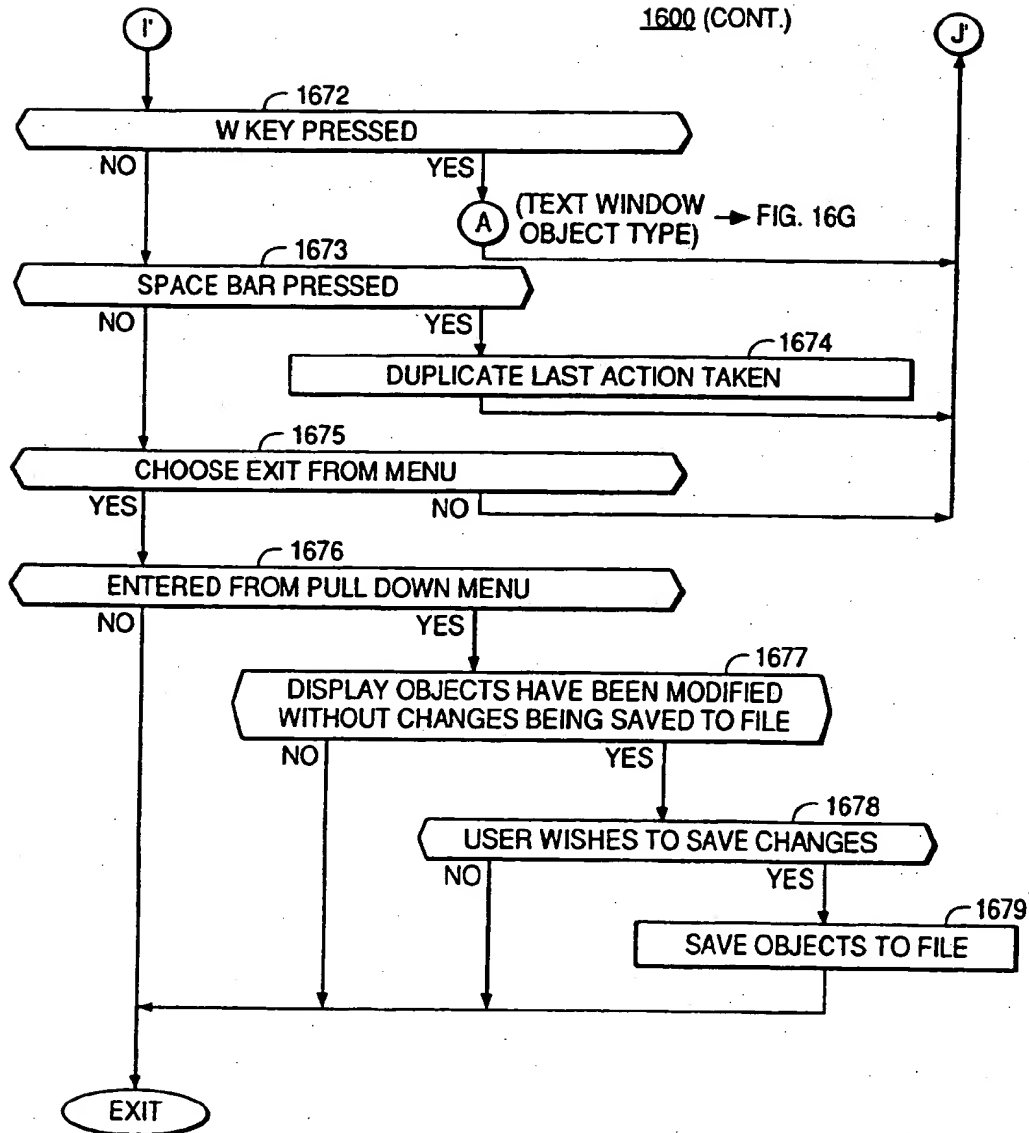 I'
1600 (CONT.)
J'
1672
W KEY PRESSED
NO
YES
A
(TEXT WINDOW
OBJECT TYPE)
FIG. 16G
1673
SPACE BAR PRESSED
NO
YES
1674
DUPLICATE LAST ACTION TAKEN
1675
CHOOSE EXIT FROM MENU
YES
NO
1676
ENTERED FROM PULL DOWN MENU
NO
YES
1677
DISPLAY OBJECTS HAVE BEEN MODIFIED
WITHOUT CHANGES BEING SAVED TO FILE
NO
YES
1678
USER WISHES TO SAVE CHANGES
NO
YES
1679
SAVE OBJECTS TO FILE
EXIT